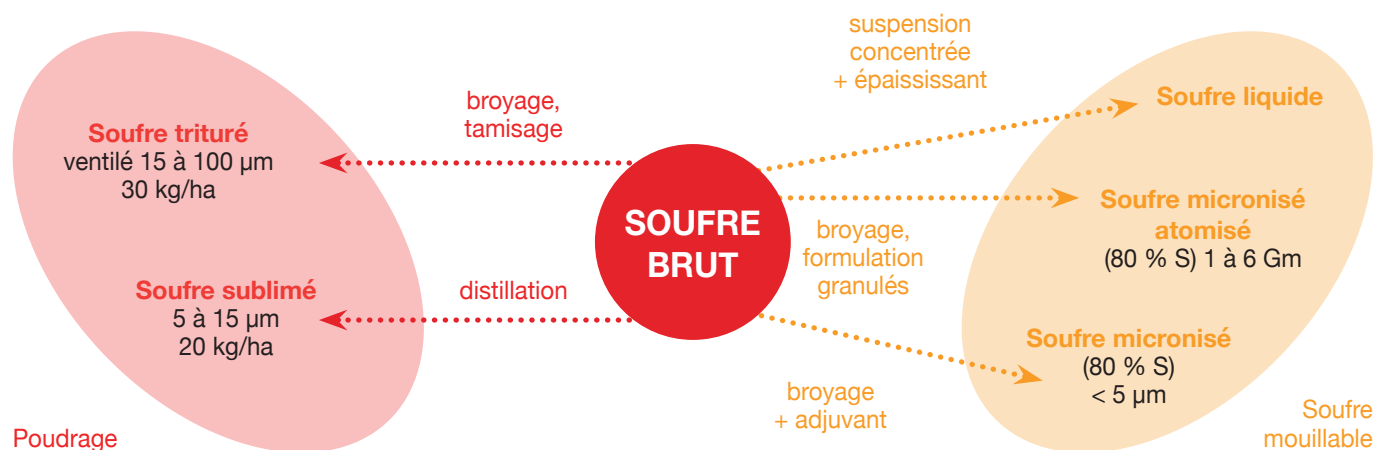 suspension
concentrée
+ épaississant
broyage,
tamisage
Soufre liquide
Soufre trituré
ventilé 15 à 100 µm
30 kg/ha
SOUFRE
BRUT
Soufre micronisé
atomisé
(80 % S) 1 à 6 Gm
broyage,
formulation
granulés
Soufre sublimé
5 à 15 µm
20 kg/ha
distillation
Soufre micronisé
(80 % S)
< 5 µm
broyage
+ adjuvant
Poudrage
Soufre
mouillable